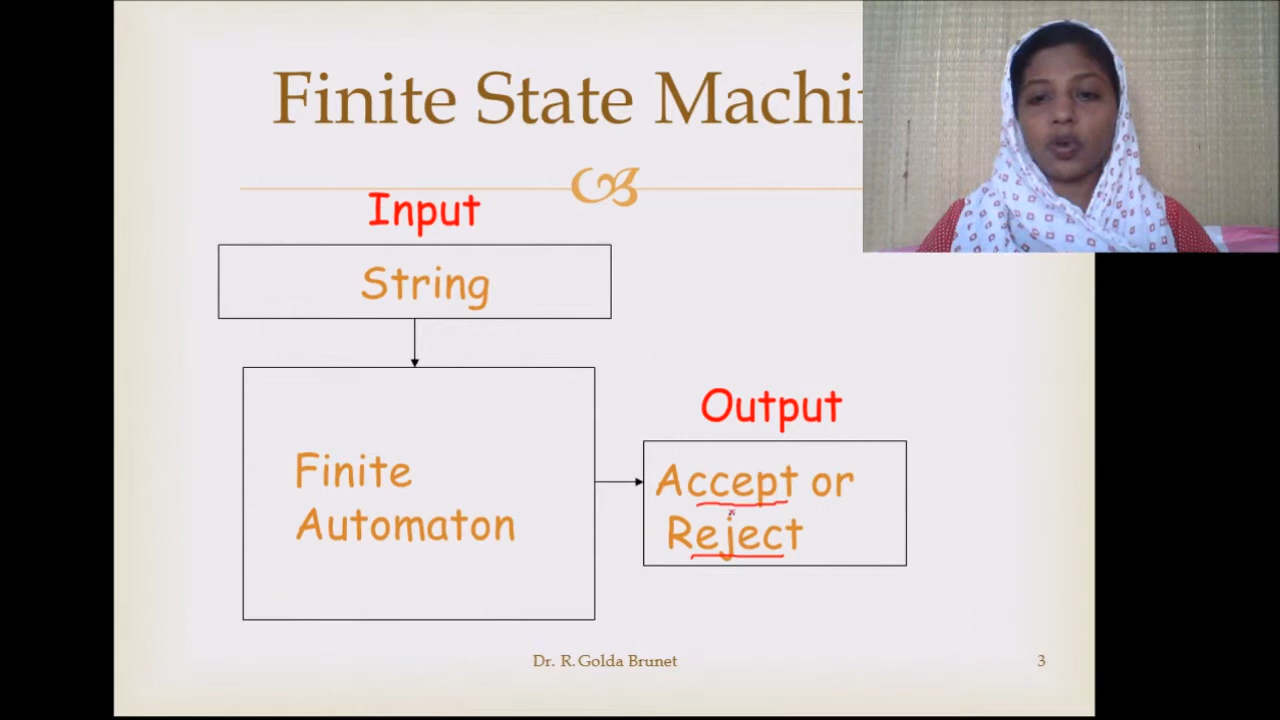 Finite State Machi
Input
String
Finite
Automaton
Output
Accept or
Reject
Dr. R. Golda Brunet
3